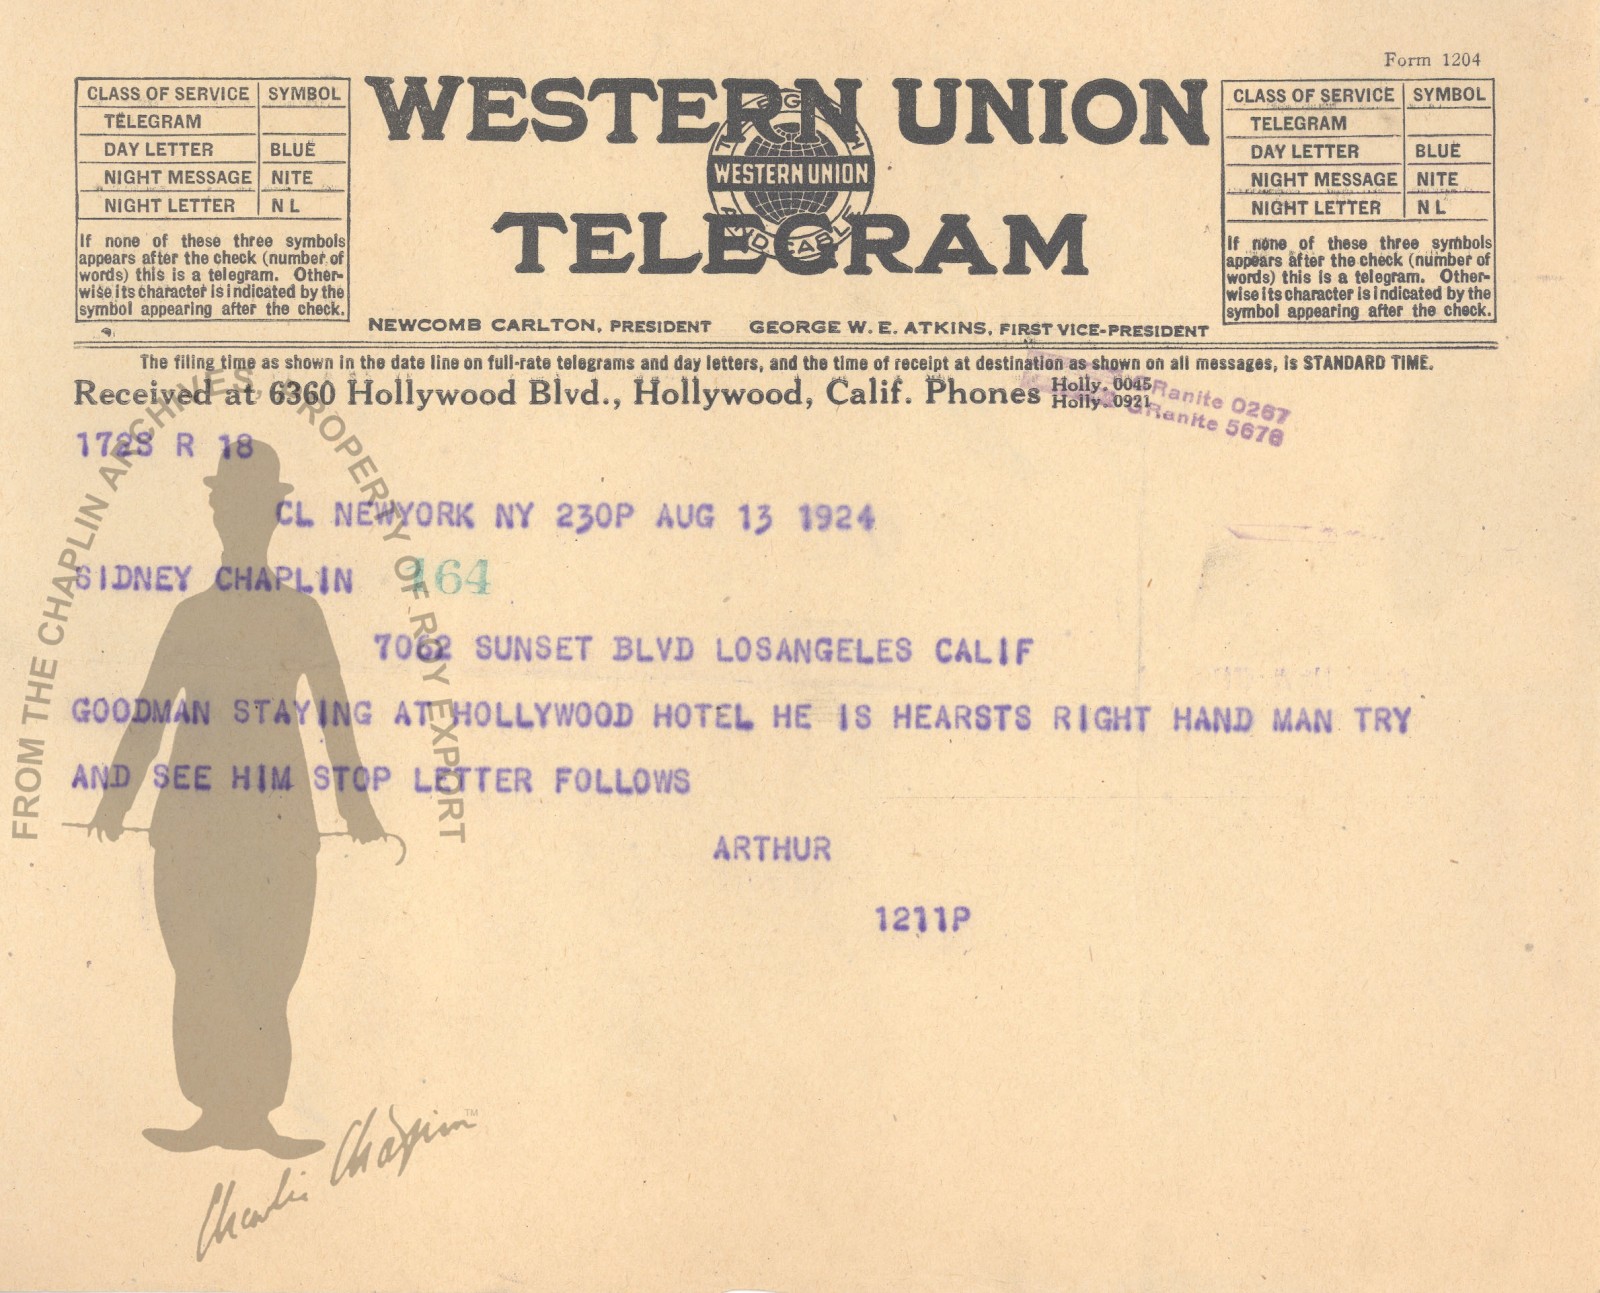 Form 1204
CLASS OF SERVICE SYMBOL
TELEGRAM
DAY LETTER BLUE
NIGHT MESSAGE NITE
NIGHT LETTER N L
If none of these three symbols
appears after the check (number of
words) this is a telegram. Other-
wise its character is indicated by the
symbol appearing after the check.
WESTERN UNION
WESTERN UNION
TELEGRAM
NEWCOMB CARLTON, PRESIDENT GEORGE W. E. ATKINS, FIRST VICE-PRESIDENT
CLASS OF SERVICE SYMBOL
TELEGRAM
DAY LETTER BLUE
NIGHT MESSAGE NITE
NIGHT LETTER N L
If none of these three symbols
appears after the check (number of
words) this is a telegram. Other-
wise its character is indicated by the
symbol appearing after the check.
The filing time as shown in the date line on full-rate telegrams and day letters, and the time of receipt at destination as shown on all messages, is STANDARD TIME.
Received at 6360 Hollywood Blvd., Hollywood, Calif. Phones Holly. 0045
Holly. 0921
GRanite 0267
GRanite 5678
172S R 18
CL NEWYORK NY 230P AUG 13 1924
SIDNEY CHAPLIN 164
7062 SUNSET BLVD LOSANGELES CALIF
GOODMAN STAYING AT HOLLYWOOD HOTEL HE IS HEARSTS RIGHT HAND MAN TRY
AND SEE HIM STOP LETTER FOLLOWS
ARTHUR
1211P
FROM THE CHAPLIN ARCHIVES, PROPERTY OF ROY EXPORT
Charlie Chaplin TM